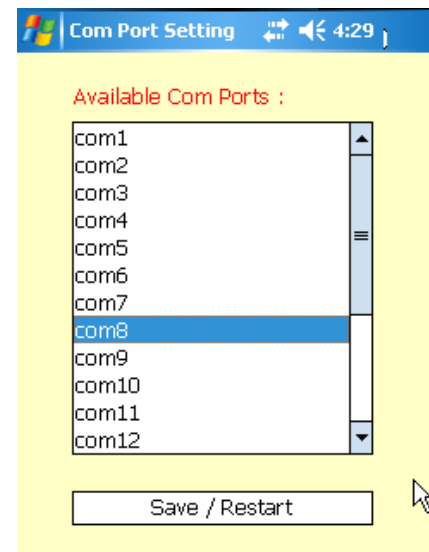 Com Port Setting 4:29
Available Com Ports :
com1
com2
com3
com4
com5
com6
com7
com8
com9
com10
com11
com12
Save / Restart